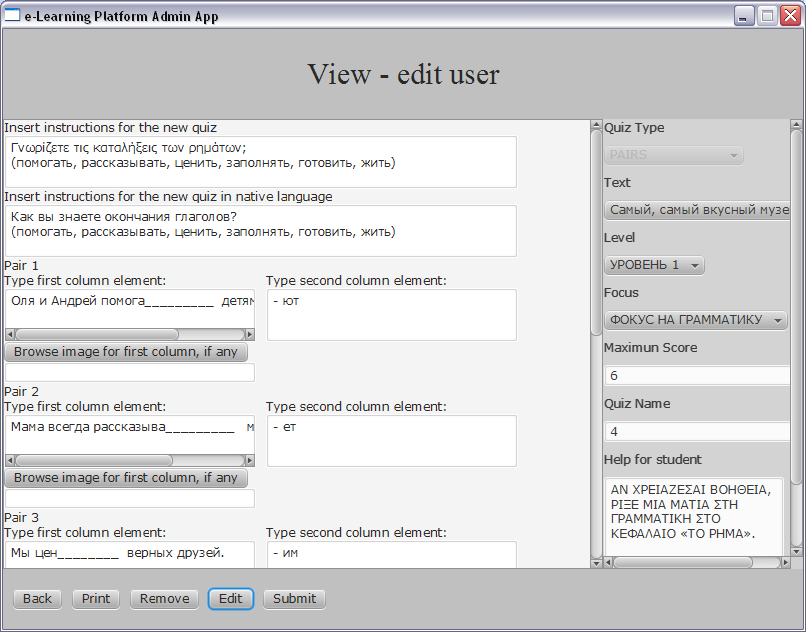 e-Learning Platform Admin App
View - edit user
Insert instructions for the new quiz
Γνωρίζετε τις καταλήξεις των ρημάτων;
(помогать, рассказывать, ценить, заполнять, готовить, жить)
Insert instructions for the new quiz in native language
Как вы знаете окончания глаголов?
(помогать, рассказывать, ценить, заполнять, готовить, жить)
Pair 1
Type first column element:
Type second column element:
Оля и Андрей помога_________ детям
- ют
Browse image for first column, if any
Pair 2
Type first column element:
Type second column element:
Мама всегда рассказыва_________ м
- ет
Browse image for first column, if any
Pair 3
Type first column element:
Type second column element:
Мы цен________ верных друзей.
- им
Quiz Type
PAIRS
Text
Самый, самый вкусный музе
Level
УРОВЕНЬ 1
Focus
ФОКУС НА ГРАММАТИКУ
Maximun Score
6
Quiz Name
4
Help for student
ΑΝ ΧΡΕΙΑΖΕΣΑΙ ΒΟΗΘΕΙΑ,
ΡΙΞΕ ΜΙΑ ΜΑΤΙΑ ΣΤΗ
ΓΡΑΜΜΑΤΙΚΗ ΣΤΟ
ΚΕΦΑΛΑΙΟ «ΤΟ ΡΗΜΑ».
Back
Print
Remove
Edit
Submit